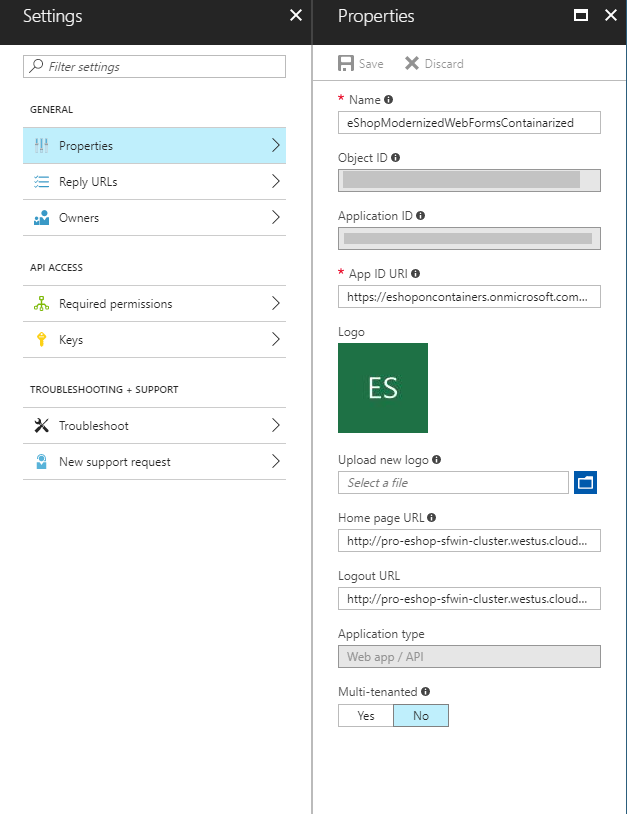 Settings
Filter settings
GENERAL
Properties
Reply URLs
Owners
API ACCESS
Required permissions
Keys
TROUBLESHOOTING + SUPPORT
Troubleshoot
New support request
Properties
Save
Discard
* Name
eShopModernizedWebFormsContainarized
Object ID
Application ID
* App ID URI
https://eshoponcontainers.onmicrosoft.com...
Logo
ES
Upload new logo
Select a file
Home page URL
http://pro-eshop-sfwin-cluster.westus.cloud...
Logout URL
http://pro-eshop-sfwin-cluster.westus.cloud...
Application type
Web app / API
Multi-tenanted
Yes
No